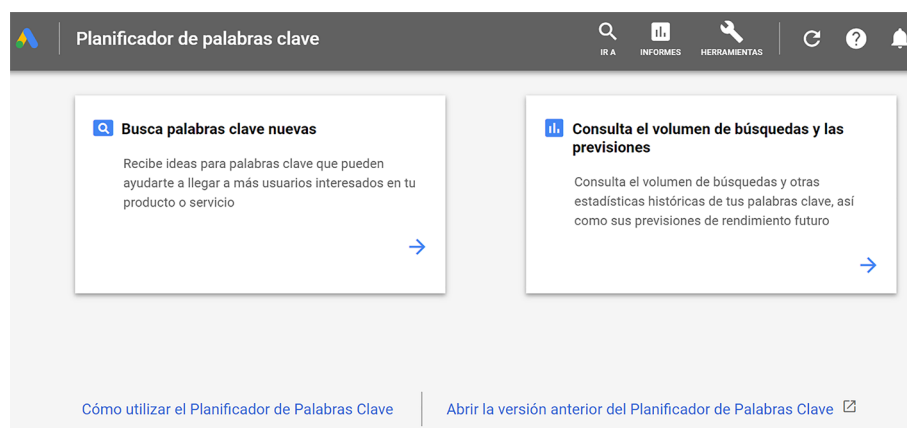 Planificador de palabras clave
IR A
INFORMES
HERRAMIENTAS
Busca palabras clave nuevas
Recibe ideas para palabras clave que pueden
ayudarte a llegar a más usuarios interesados en tu
producto o servicio
Consulta el volumen de búsquedas y las
previsiones
Consulta el volumen de búsquedas y otras
estadísticas históricas de tus palabras clave, así
como sus previsiones de rendimiento futuro
Cómo utilizar el Planificador de Palabras Clave
Abrir la versión anterior del Planificador de Palabras Clave